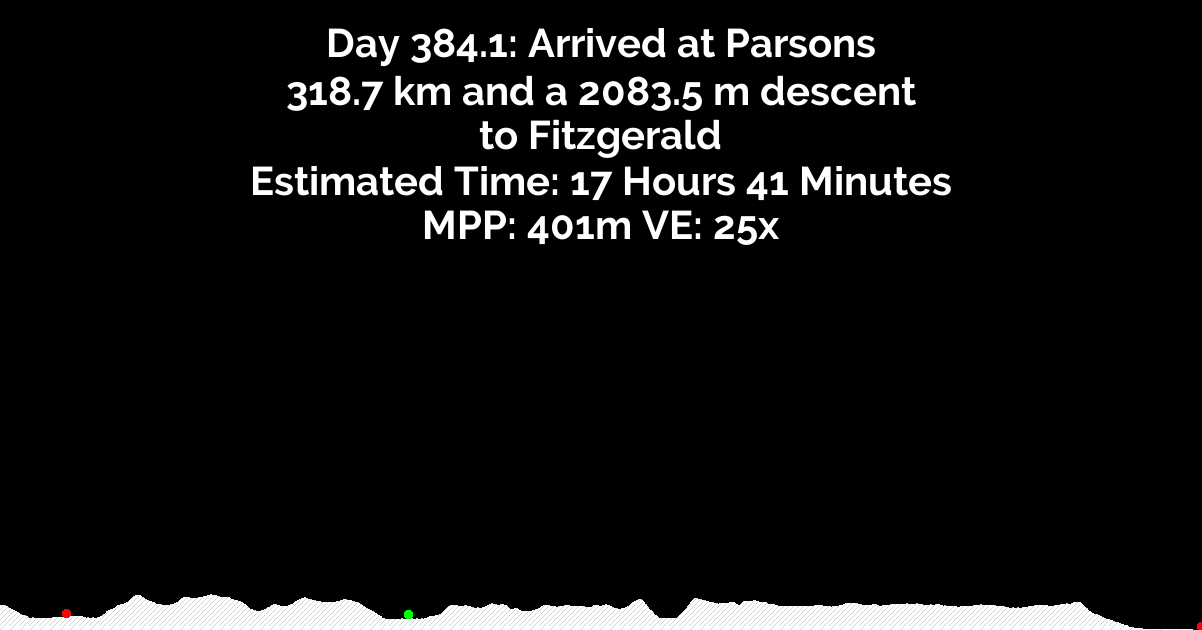 Day 384.1: Arrived at Parsons
318.7 km and a 2083.5 m descent
to Fitzgerald
Estimated Time: 17 Hours 41 Minutes
MPP: 401m VE: 25x